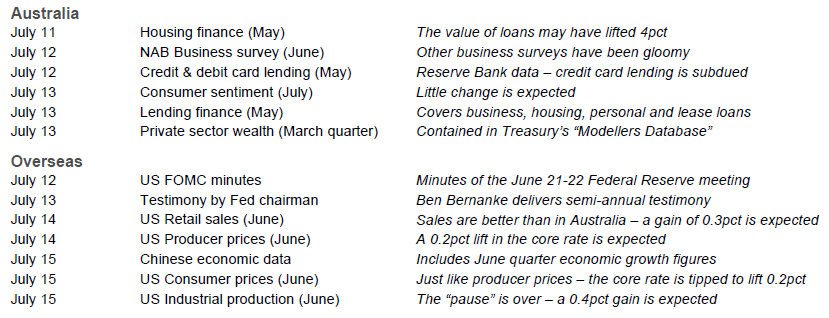 Australia
July 11 Housing finance (May) The value of loans may have lifted 4pct
July 12 NAB Business survey (June) Other business surveys have been gloomy
July 12 Credit & debit card lending (May) Reserve Bank data – credit card lending is subdued
July 13 Consumer sentiment (July) Little change is expected
July 13 Lending finance (May) Covers business, housing, personal and lease loans
July 13 Private sector wealth (March quarter) Contained in Treasury's “Modellers Database”
Overseas
July 12 US FOMC minutes Minutes of the June 21-22 Federal Reserve meeting
July 13 Testimony by Fed chairman Ben Bernanke delivers semi-annual testimony
July 14 US Retail sales (June) Sales are better than in Australia – a gain of 0.3pct is expected
July 14 US Producer prices (June) A 0.2pct lift in the core rate is expected
July 15 Chinese economic data Includes June quarter economic growth figures
July 15 US Consumer prices (June) Just like producer prices – the core rate is tipped to lift 0.2pct
July 15 US Industrial production (June) The “pause” is over – a 0.4pct gain is expected